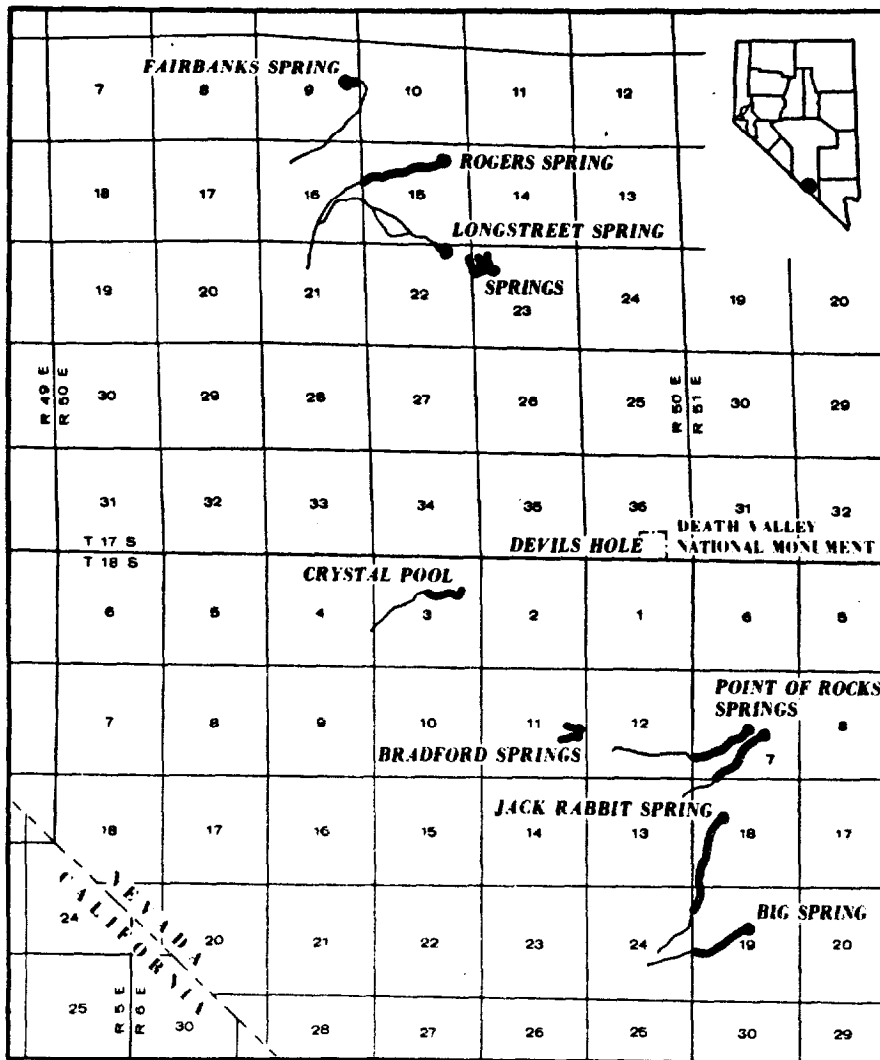 FAIRBANKS SPRING
7 8 9 10 11 12
ROGERS SPRING
18 17 16 15 14 13
LONGSTREET SPRING
SPRINGS
19 20 21 22 23 24 19 20
R 49 E
R 50 E
30 29 28 27 26 25
R 50 E
R 51 E
30 29
31 32 33 34 35 36 31 32
T 17 S
T 18 S
DEVILS HOLE
DEATH VALLEY
NATIONAL MONUMENT
CRYSTAL POOL
6 5 4 3 2 1 6 5
POINT OF ROCKS
SPRINGS
7 8 9 10 11 12 7 8
BRADFORD SPRINGS
JACK RABBIT SPRING
18 17 16 15 14 13 18 17
NEVADA
CALIFORNIA
BIG SPRING
24 20 21 22 23 24 19 20
R 5 E
R 6 E
25 30 28 27 26 25 30 29